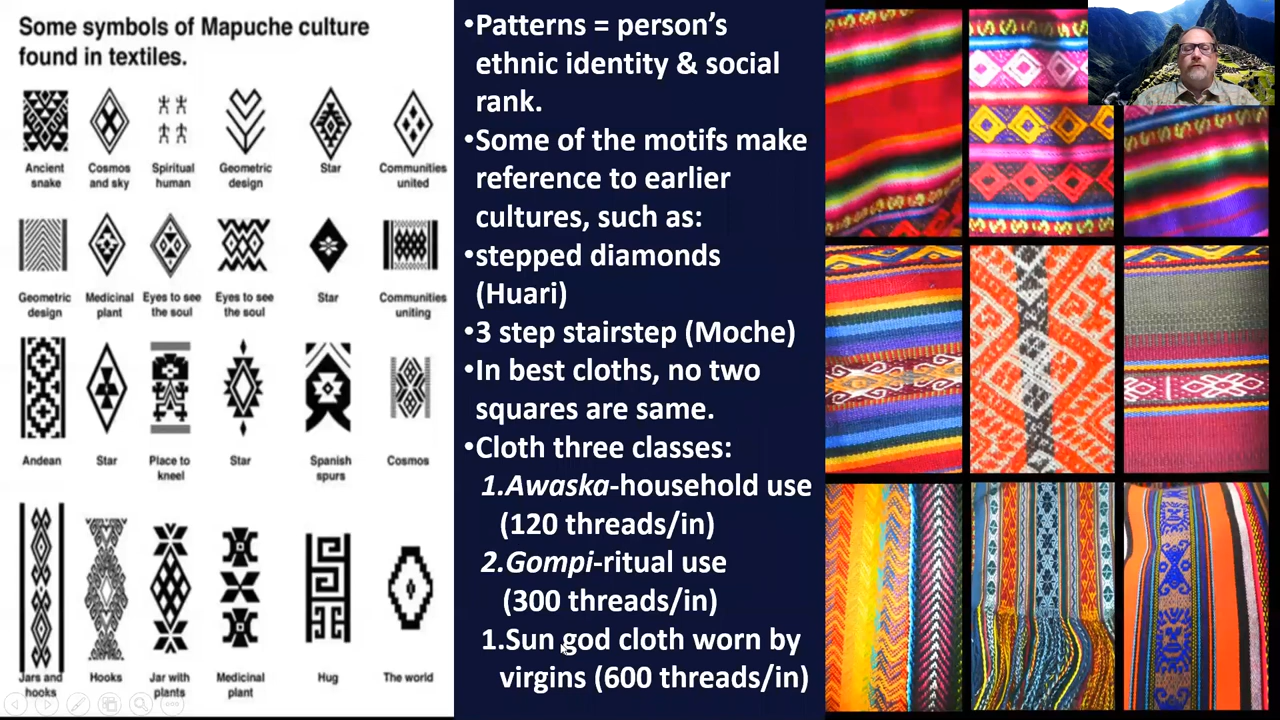 Some symbols of Mapuche culture
found in textiles.
Ancient
snake
Cosmos
and sky
Spiritual
human
Geometric
design
Star
Communities
united
Geometric
design
Medicinal
plant
Eyes to see
the soul
Eyes to see
the soul
Star
Communities
uniting
Andean
Star
Place to
kneel
Star
Spanish
spurs
Cosmos
Jars and
hooks
Hooks
Jar with
plants
Medicinal
plant
Hug
The world
•Patterns = person's
ethnic identity & social
rank.
•Some of the motifs make
reference to earlier
cultures, such as:
•stepped diamonds
(Huari)
•3 step stairstep (Moche)
•In best cloths, no two
squares are same.
•Cloth three classes:
1.Awaska-household use
(120 threads/in)
2.Gompi-ritual use
(300 threads/in)
1.Sun god cloth worn by
virgins (600 threads/in)